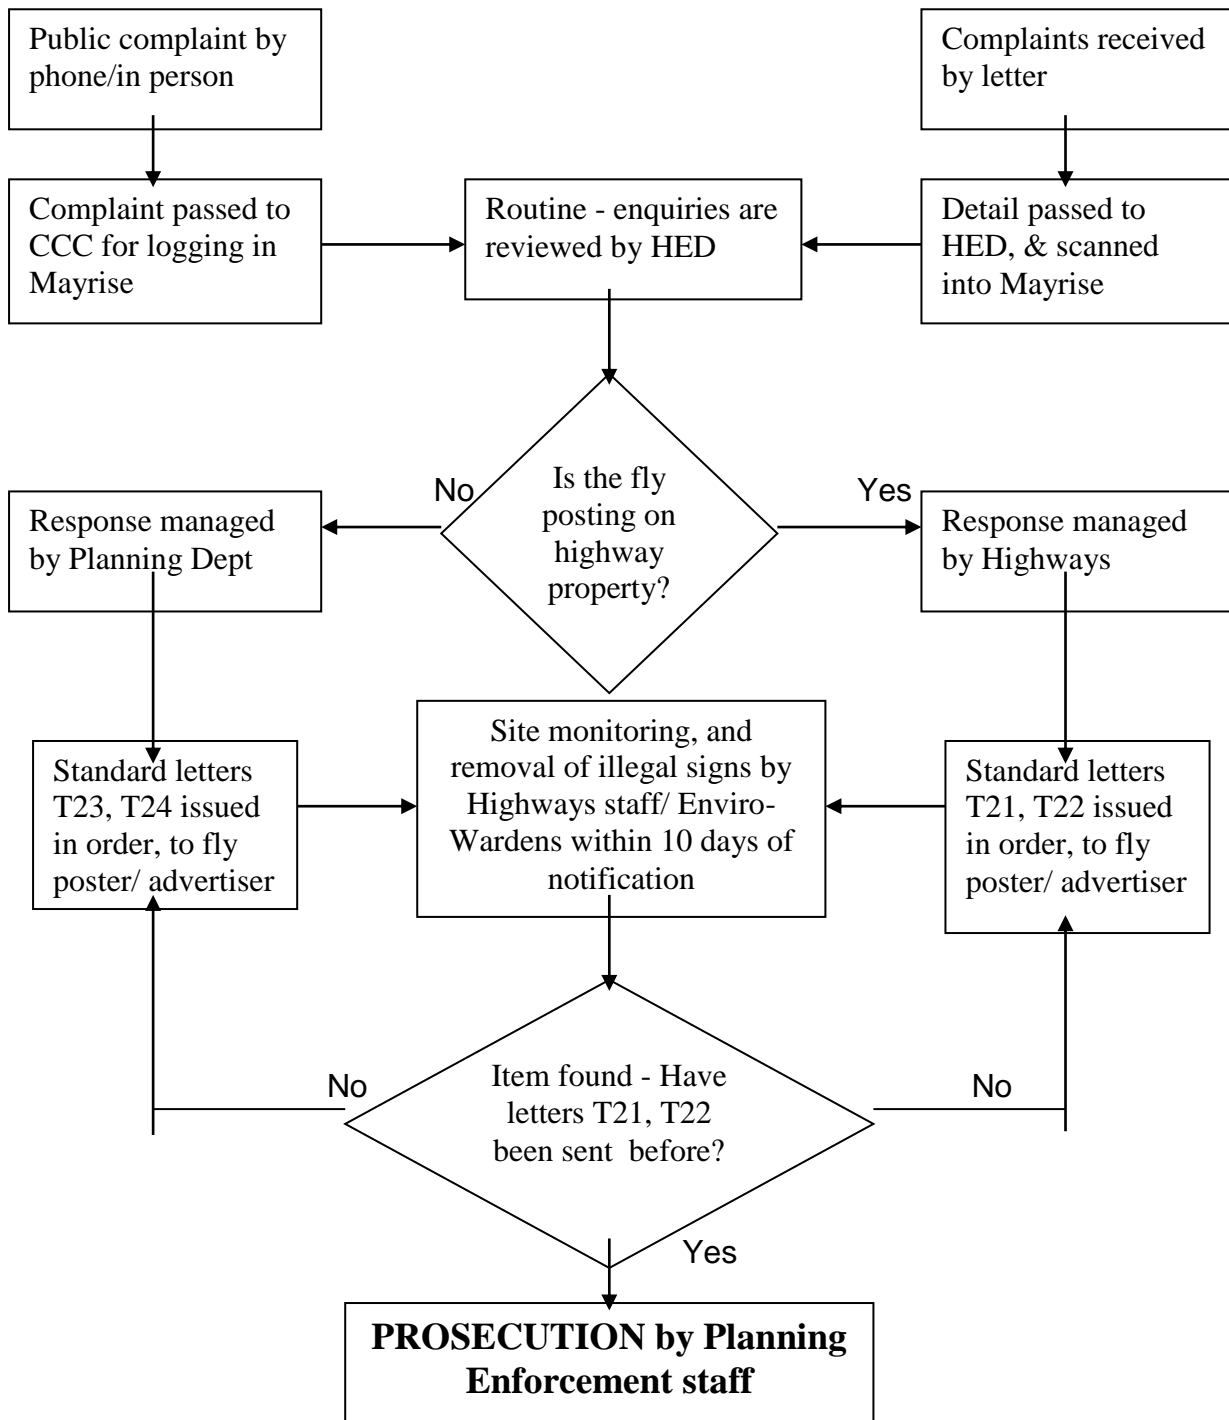 Public complaint by
phone/in person
Complaints received
by letter
Complaint passed to
CCC for logging in
Mayrise
Routine - enquiries are
reviewed by HED
Detail passed to
HED, & scanned
into Mayrise
Is the fly
posting on
highway
property?
No
Yes
Response managed
by Planning Dept
Response managed
by Highways
Standard letters
T23, T24 issued
in order, to fly
poster/ advertiser
Site monitoring, and
removal of illegal signs by
Highways staff/ Enviro-
Wardens within 10 days of
notification
Standard letters
T21, T22 issued
in order, to fly
poster/ advertiser
No
Item found - Have
letters T21, T22
been sent  before?
No
Yes
PROSECUTION by Planning
Enforcement staff